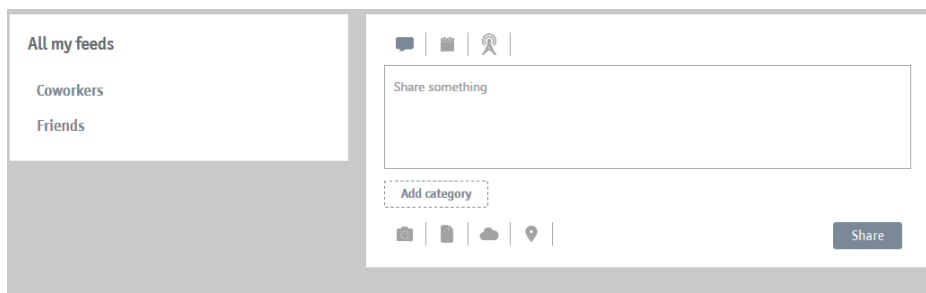 All my feeds
Coworkers
Friends
Share something
Add category
Share